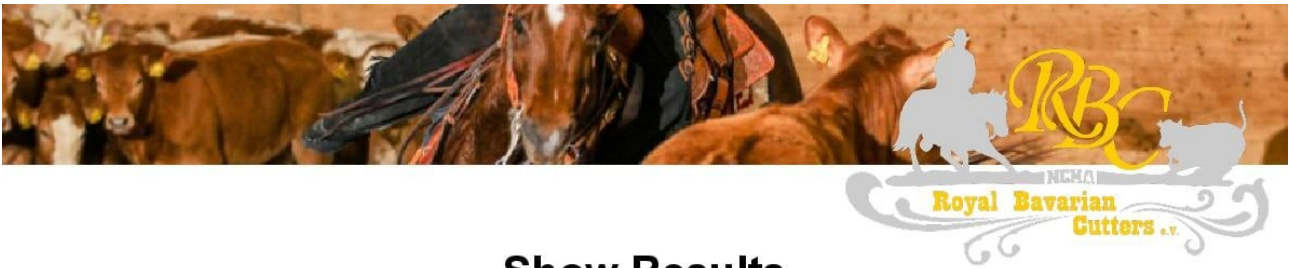 RBC
NCHA
Royal Bavarian
Cutters e.V.
Show Results